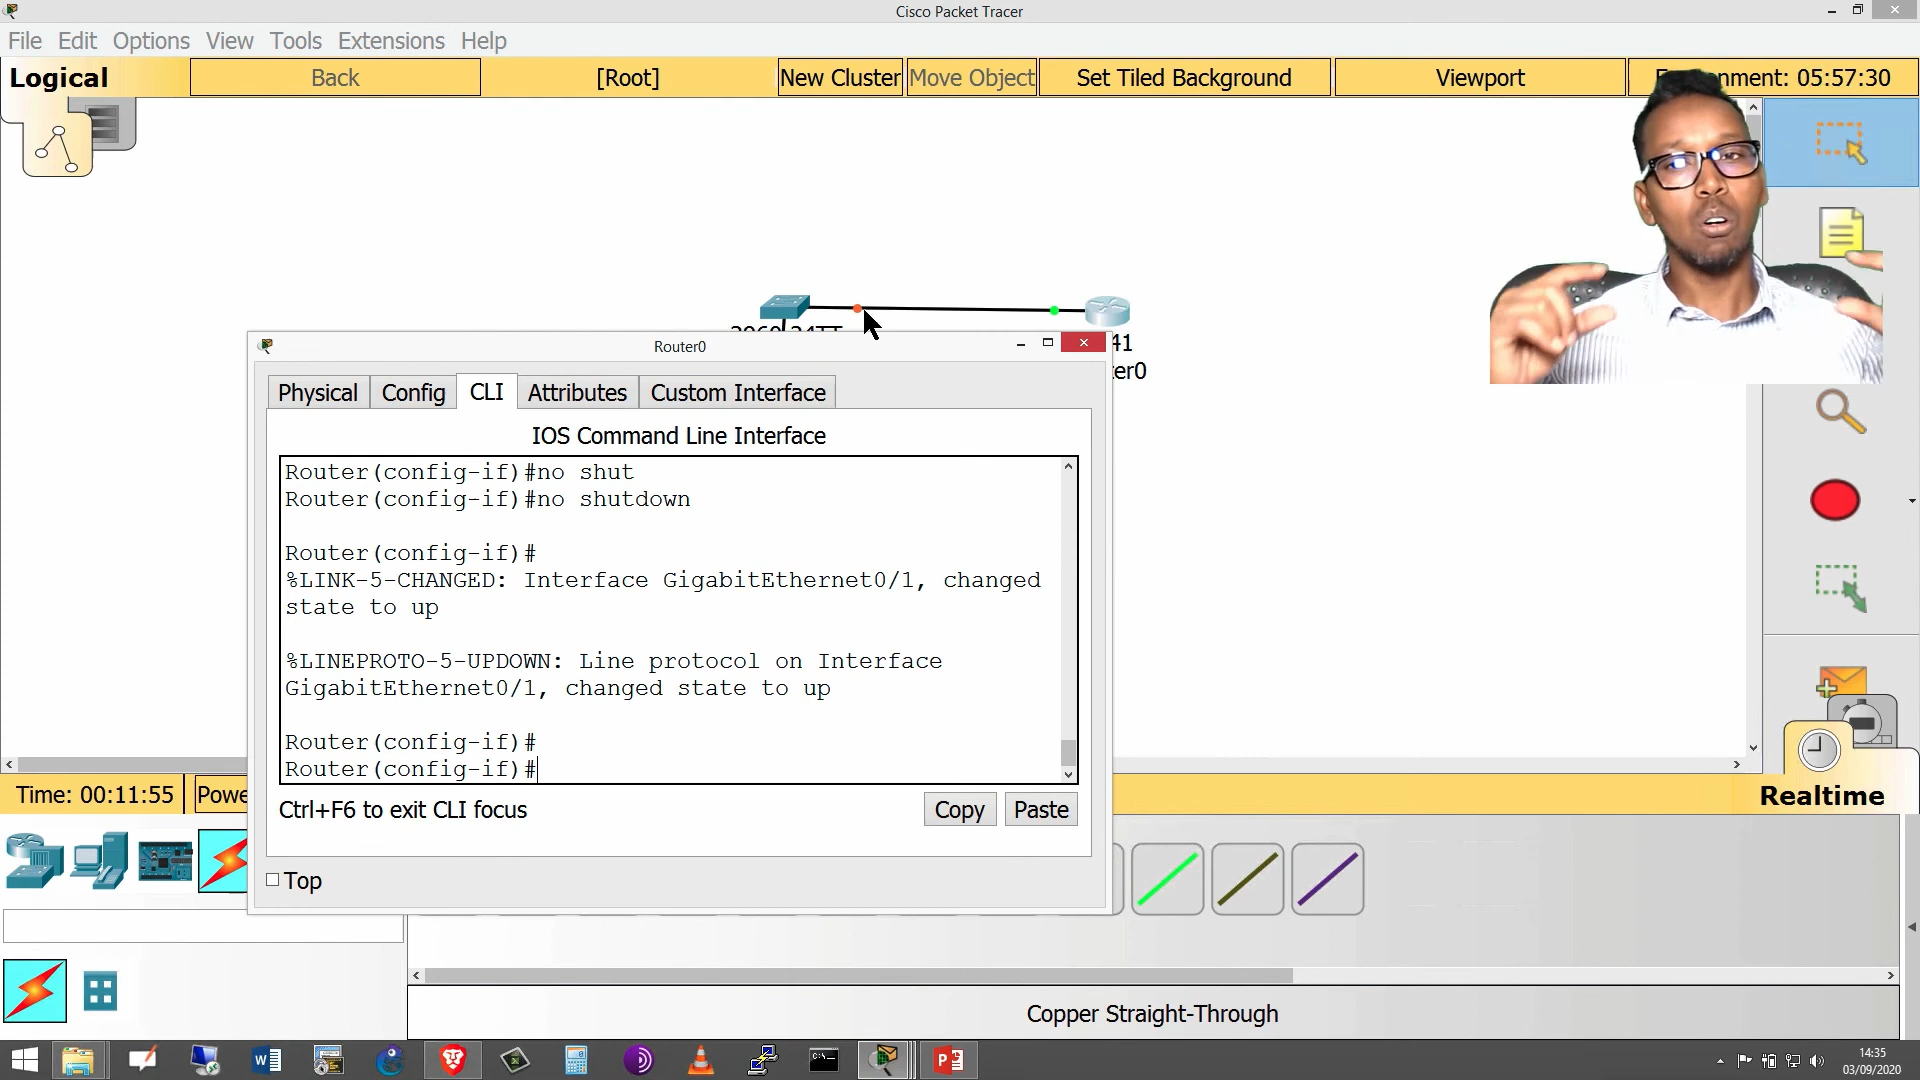 Cisco Packet Tracer
File Edit Options View Tools Extensions Help
Logical Back [Root] New Cluster Move Object Set Tiled Background Viewport nment: 05:57:30
41
er0
Router0
Physical Config CLI Attributes Custom Interface
IOS Command Line Interface
Router(config-if)#no shut
Router(config-if)#no shutdown
Router(config-if)#
%LINK-5-CHANGED: Interface GigabitEthernet0/1, changed
state to up
%LINEPROTO-5-UPDOWN: Line protocol on Interface
GigabitEthernet0/1, changed state to up
Router(config-if)#
Router(config-if)#
Ctrl+F6 to exit CLI focus Copy Paste
Top
Time: 00:11:55 Powe Realtime
Copper Straight-Through
14:35
03/09/2020